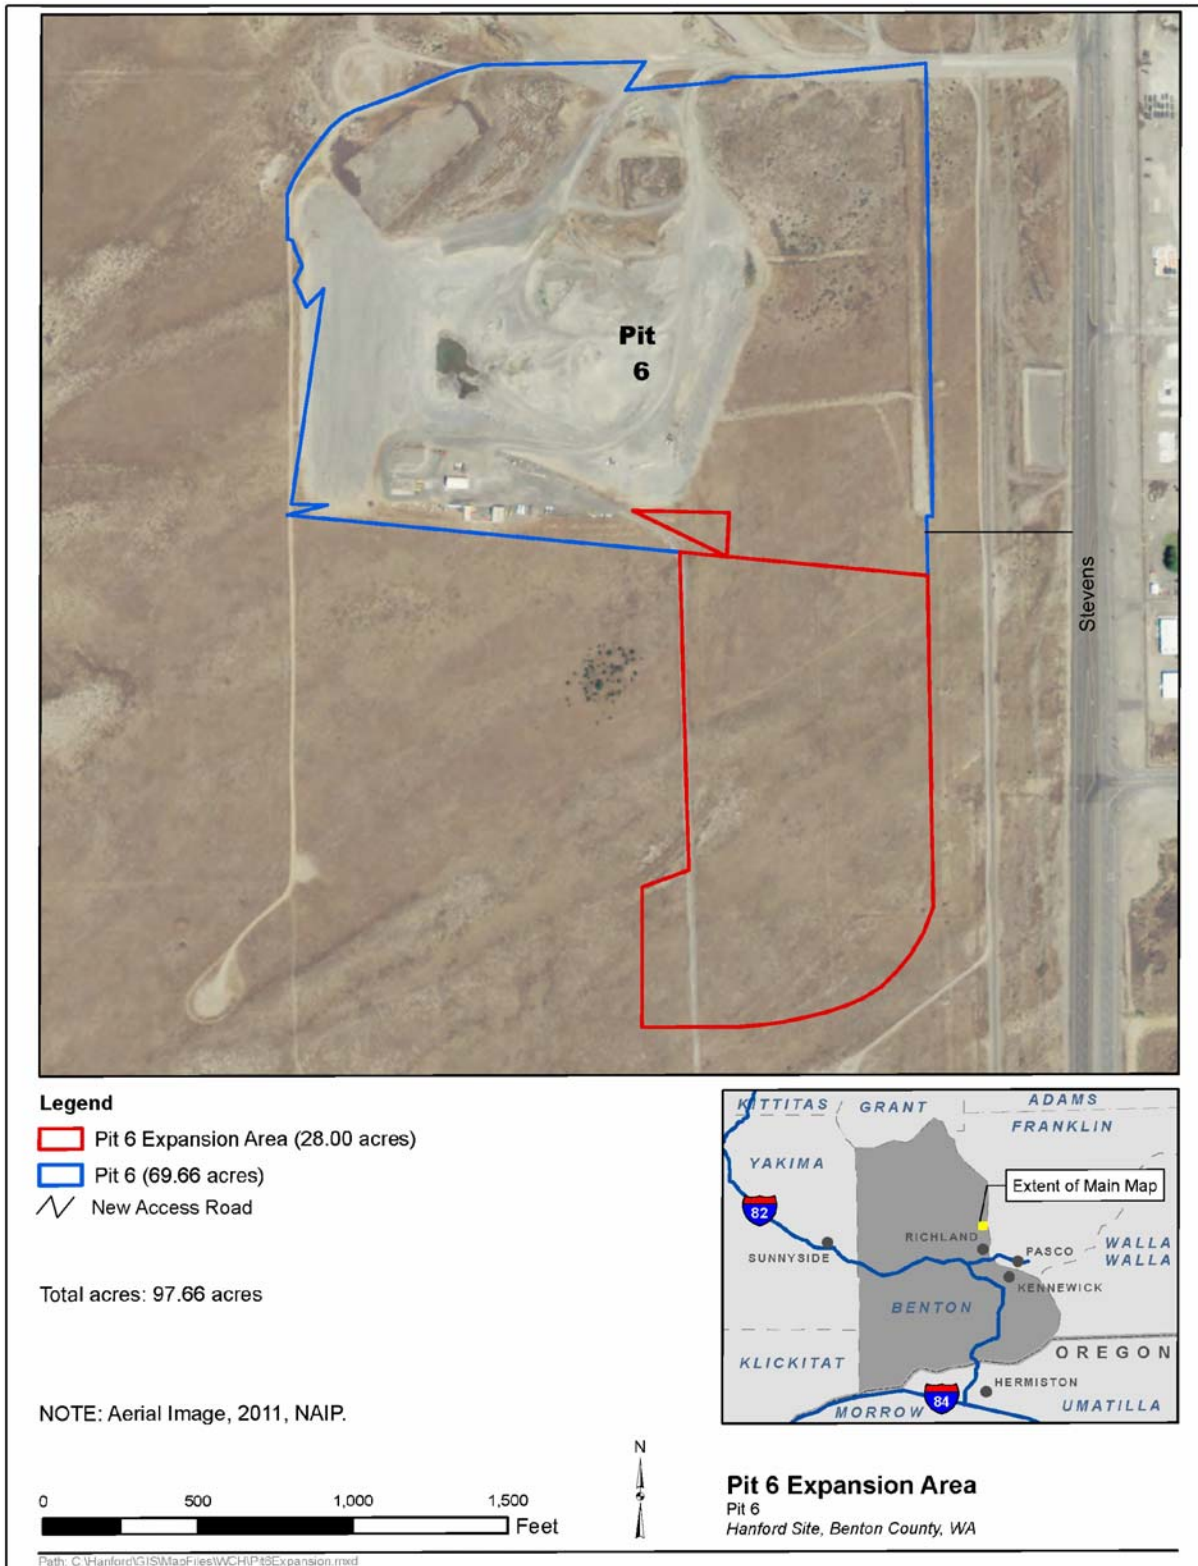 Pit
6
Stevens
Legend
Pit 6 Expansion Area (28.00 acres)
Pit 6 (69.66 acres)
New Access Road
Total acres: 97.66 acres
NOTE: Aerial Image, 2011, NAIP.
0 500 1,000 1,500
Feet
N
KITTITAS
GRANT
ADAMS
FRANKLIN
YAKIMA
Extent of Main Map
82
RICHLAND
SUNNYSIDE
PASCO
WALLA
WALLA
KENNEWICK
BENTON
OREGON
KLICKITAT
HERMISTON
84
MORROW
UMATILLA
Pit 6 Expansion Area
Pit 6
Hanford Site, Benton County, WA
Path: C:\Hanford\GIS\MapFiles\WCH\Pit6Expansion.mxd